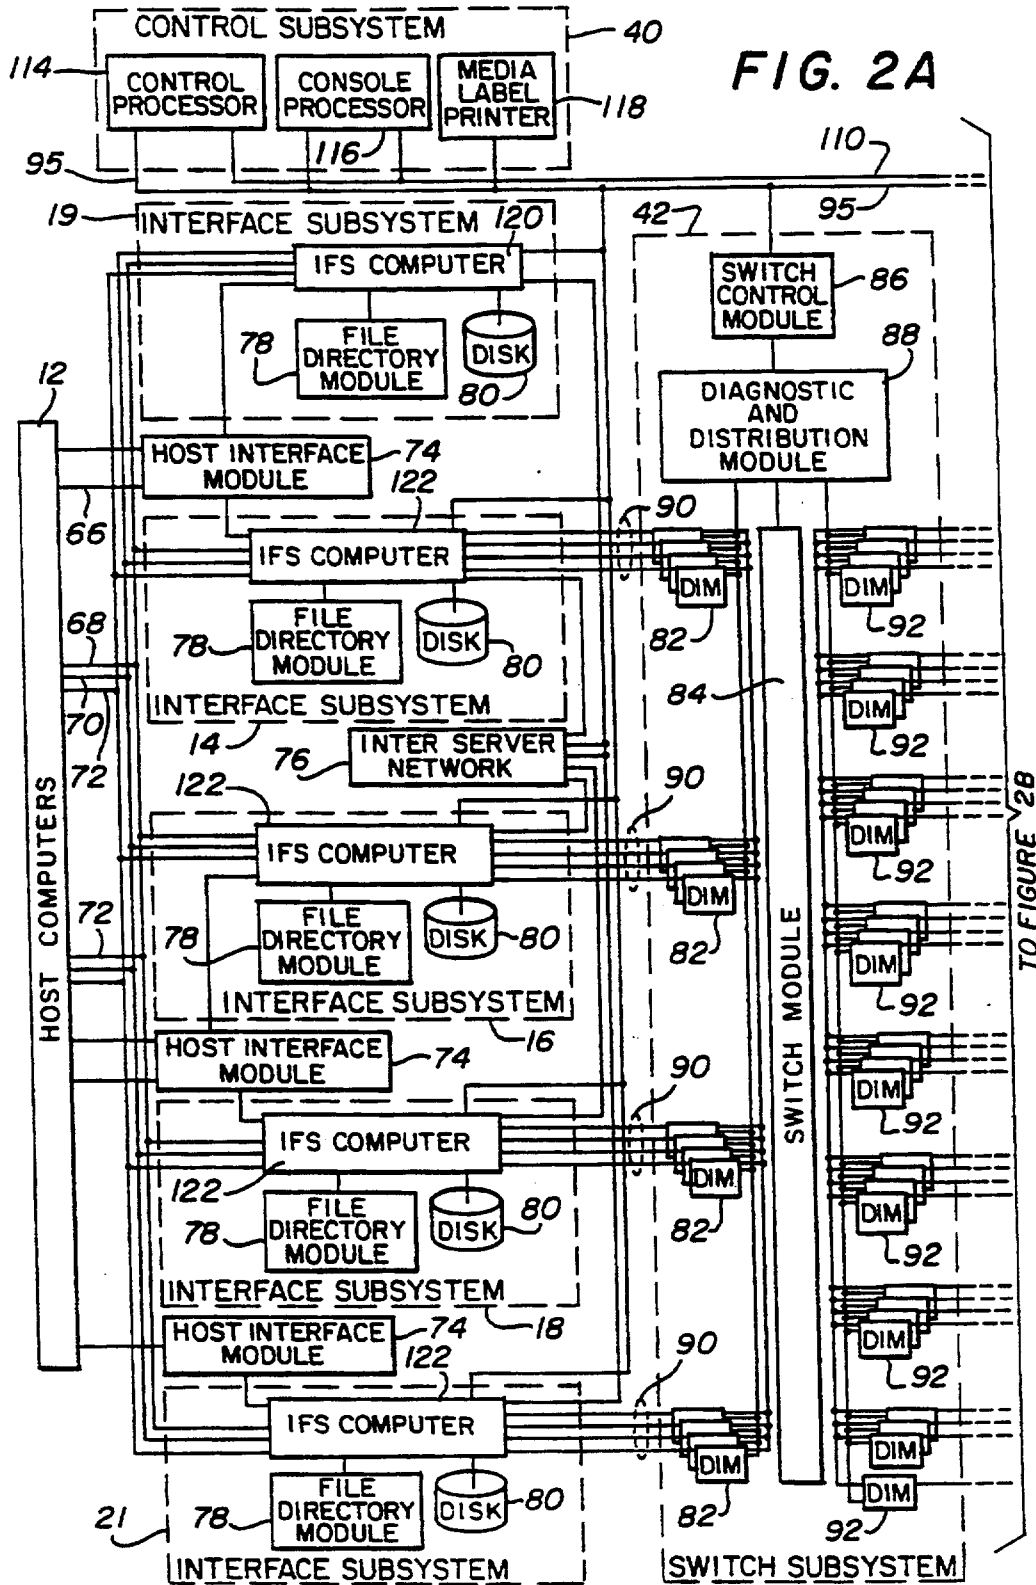 CONTROL SUBSYSTEM
40
FIG. 2A
114
CONTROL
PROCESSOR
CONSOLE
PROCESSOR
116
MEDIA
LABEL
PRINTER
118
95
110
95
19
INTERFACE SUBSYSTEM
120
IFS COMPUTER
78
FILE
DIRECTORY
MODULE
DISK
80
42
SWITCH
CONTROL
MODULE
86
88
DIAGNOSTIC
AND
DISTRIBUTION
MODULE
12
HOST COMPUTERS
HOST INTERFACE
MODULE
74
66
122
IFS COMPUTER
78
FILE
DIRECTORY
MODULE
DISK
80
INTERFACE SUBSYSTEM
14
90
DIM
82
68
70
72
76
INTER SERVER
NETWORK
84
SWITCH MODULE
122
IFS COMPUTER
78
FILE
DIRECTORY
MODULE
DISK
80
INTERFACE SUBSYSTEM
16
90
DIM
82
72
HOST INTERFACE
MODULE
74
IFS COMPUTER
122
78
FILE
DIRECTORY
MODULE
DISK
80
INTERFACE SUBSYSTEM
18
90
DIM
82
HOST INTERFACE
MODULE
74
122
IFS COMPUTER
78
FILE
DIRECTORY
MODULE
DISK
80
21
INTERFACE SUBSYSTEM
90
DIM
82
DIM
92
DIM
92
DIM
92
DIM
92
DIM
92
DIM
92
DIM
92
DIM
DIM
92
SWITCH SUBSYSTEM
TO FIGURE 2B